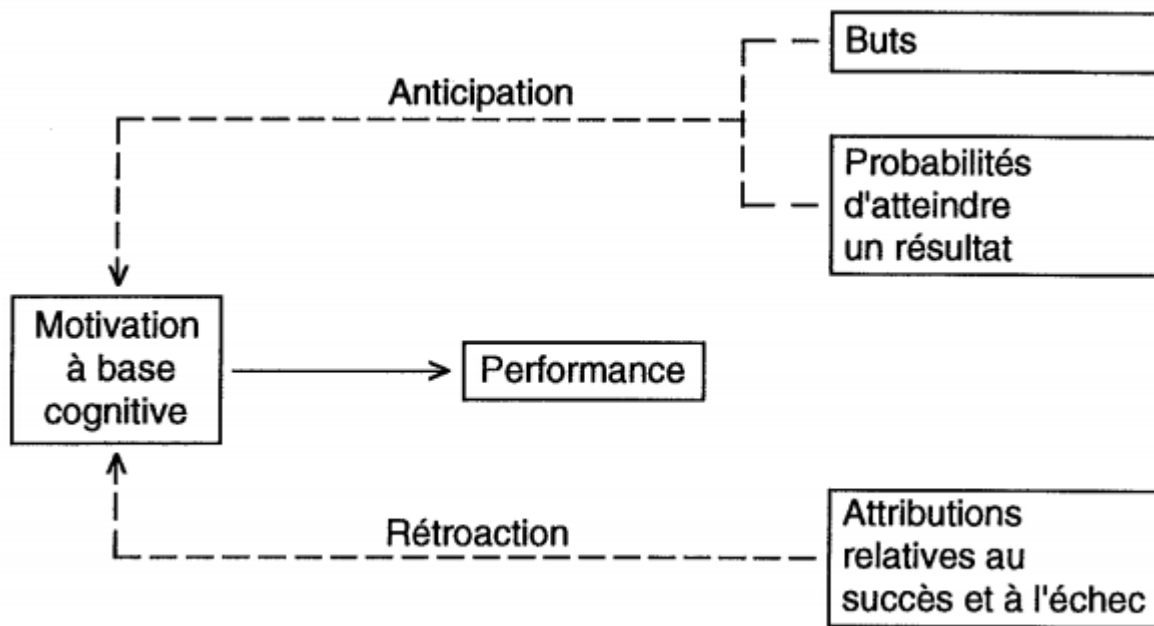 Buts
Anticipation
Probabilités
d'atteindre
un résultat
Motivation
à base
cognitive
Performance
Rétroaction
Attributions
relatives au
succès et à l'échec